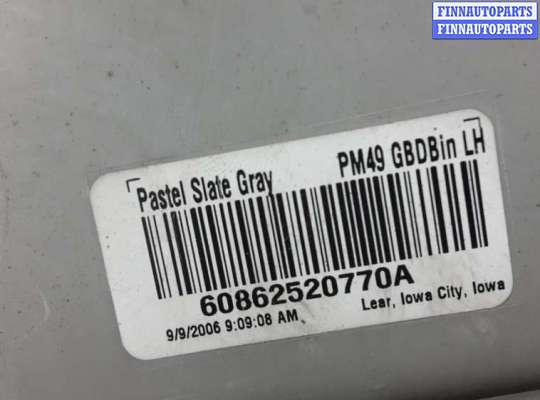 FINNAUTOPARTS
FINNAUTOPARTS
Pastel Slate Gray PM49 GBDBin LH
60862520770A
9/9/2006 9:09:08 AM Lear, Iowa City, Iowa